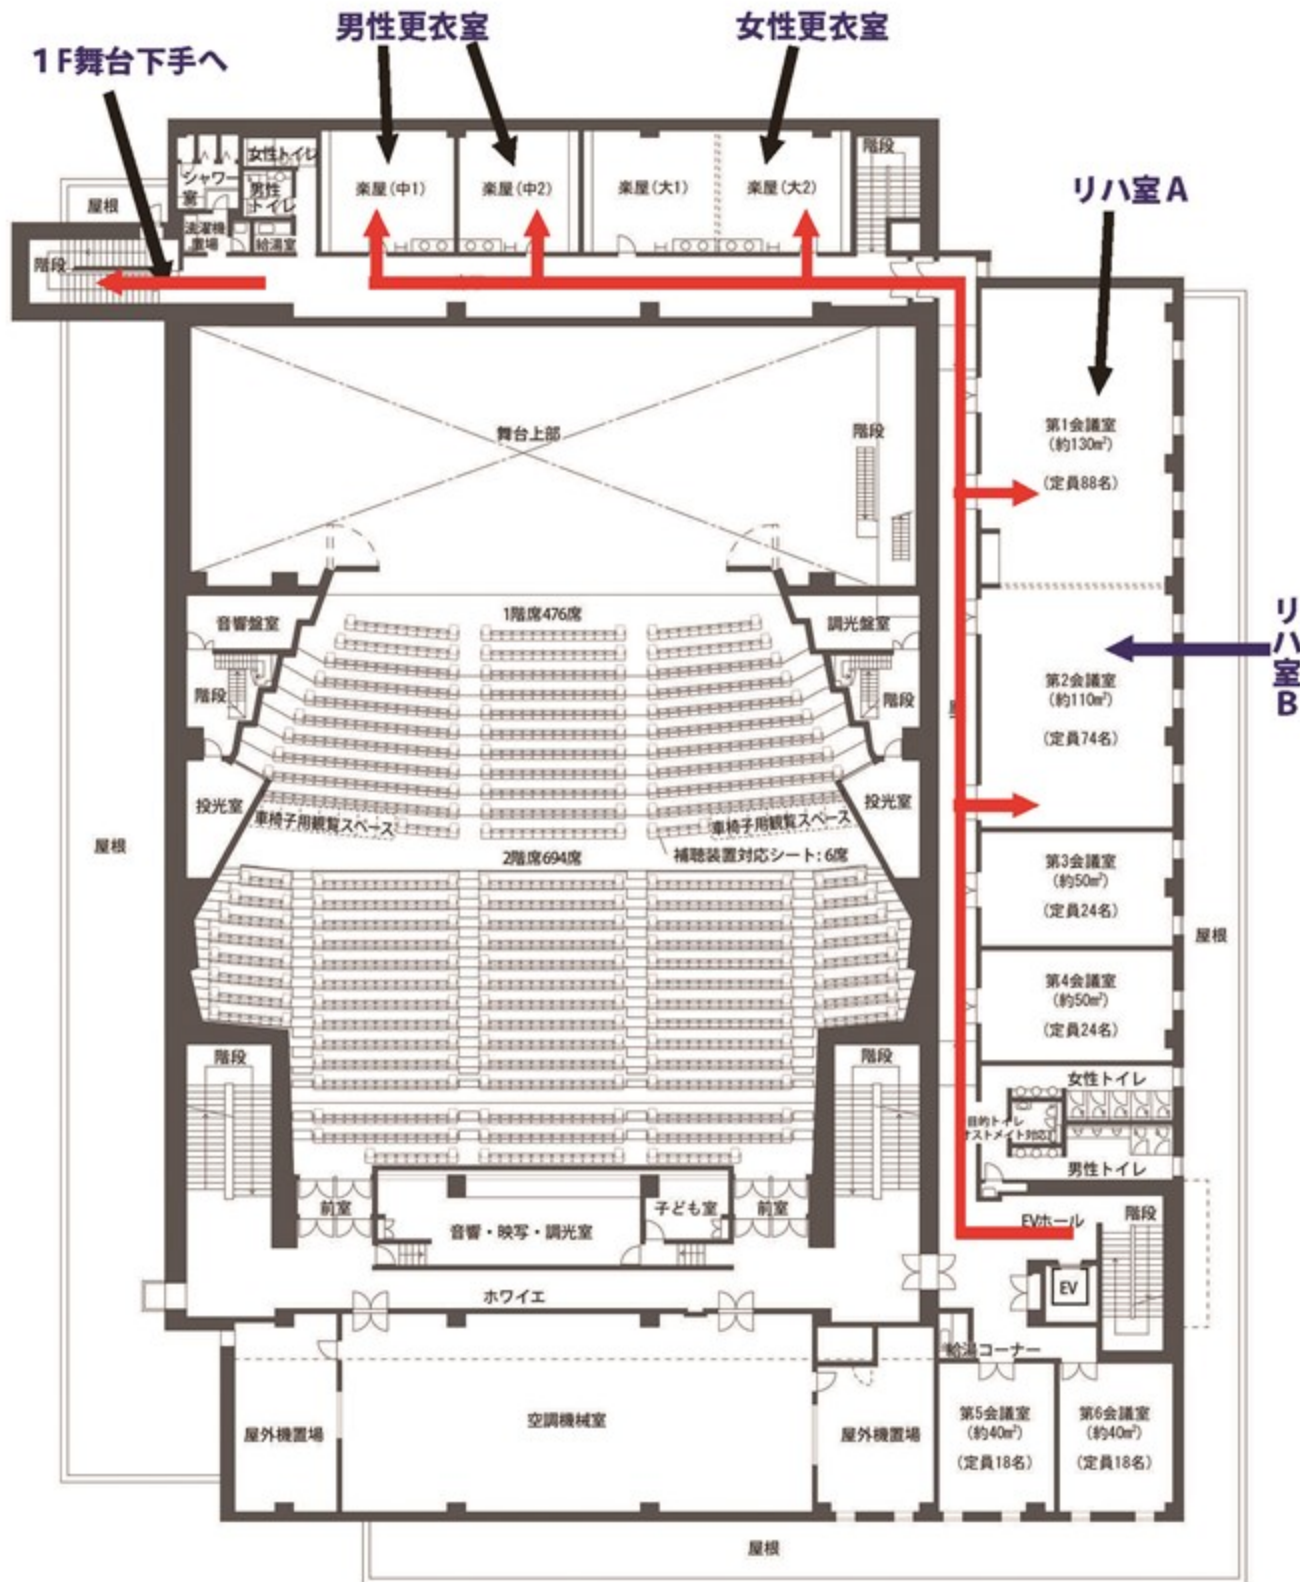 男性更衣室
女性更衣室
1F舞台下手へ
リハ室A
女性トイレ
シャワー
室
男性
トイレ
洗濯機
置場
給湯室
楽屋(中1)
楽屋(中2)
楽屋(大1)
楽屋(大2)
階段
屋根
階段
舞台上部
階段
第1会議室
(約130㎡)
(定員88名)
リハ室B
1階席476席
音響盤室
調光盤室
階段
階段
第2会議室
(約110㎡)
(定員74名)
投光室
投光室
車椅子用観覧スペース
車椅子用観覧スペース
補聴装置対応シート:6席
2階席694席
屋根
第3会議室
(約50㎡)
(定員24名)
屋根
第4会議室
(約50㎡)
(定員24名)
階段
階段
女性トイレ
目的トイレ
オストメイト対応)
男性トイレ
前室
音響・映写・調光室
子ども室
前室
EVホール
階段
EV
ホワイエ
給湯コーナー
屋外機置場
空調機械室
屋外機置場
第5会議室
(約40㎡)
(定員18名)
第6会議室
(約40㎡)
(定員18名)
屋根